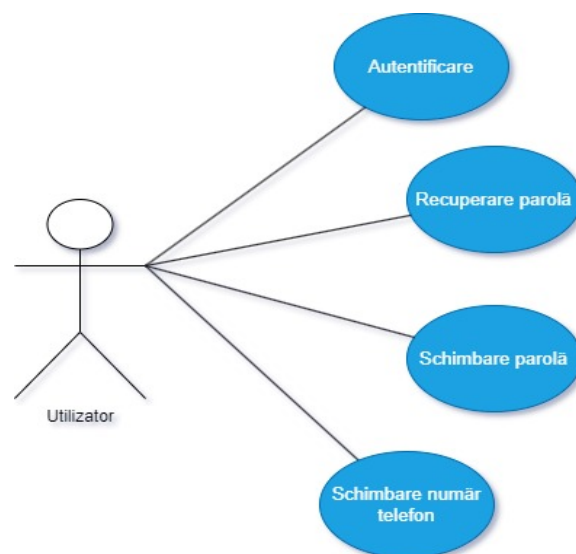 Autentificare
Recuperare parolă
Schimbare parolă
Utilizator
Schimbare număr
telefon